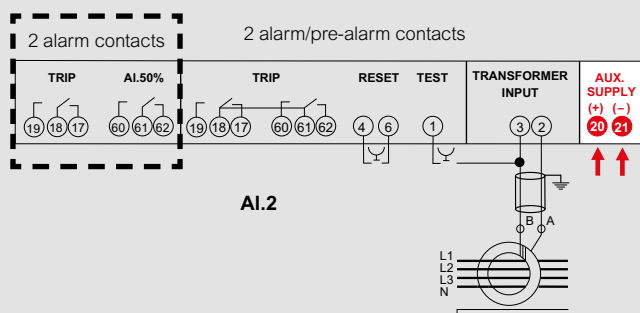 2 alarm contacts
2 alarm/pre-alarm contacts
TRIP AI.50% TRIP RESET TEST TRANSFORMER INPUT AUX. SUPPLY
(+) (–)
19 18 17 60 61 62 19 18 17 60 61 62 4 6 1 3 2 20 21
AI.2
B A
L1
L2
L3
N